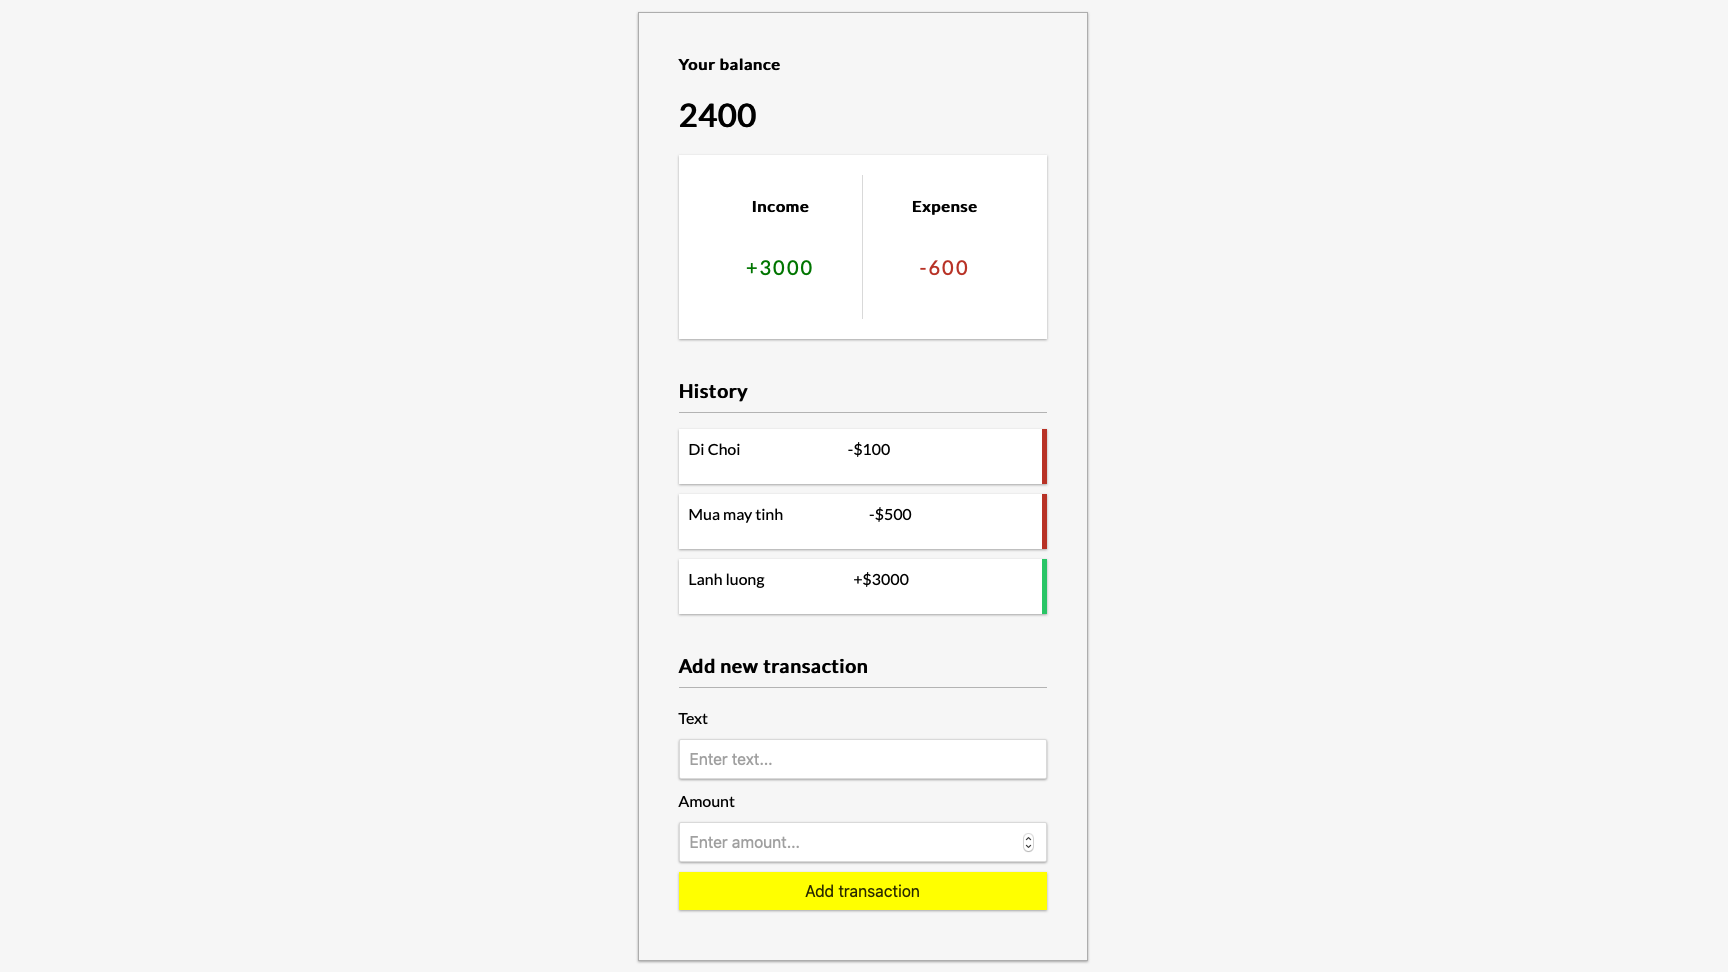 Your balance
2400
Income Expense
+3000 -600
History
Di Choi -$100
Mua may tinh -$500
Lanh luong +$3000
Add new transaction
Text
Enter text...
Amount
Enter amount...
Add transaction